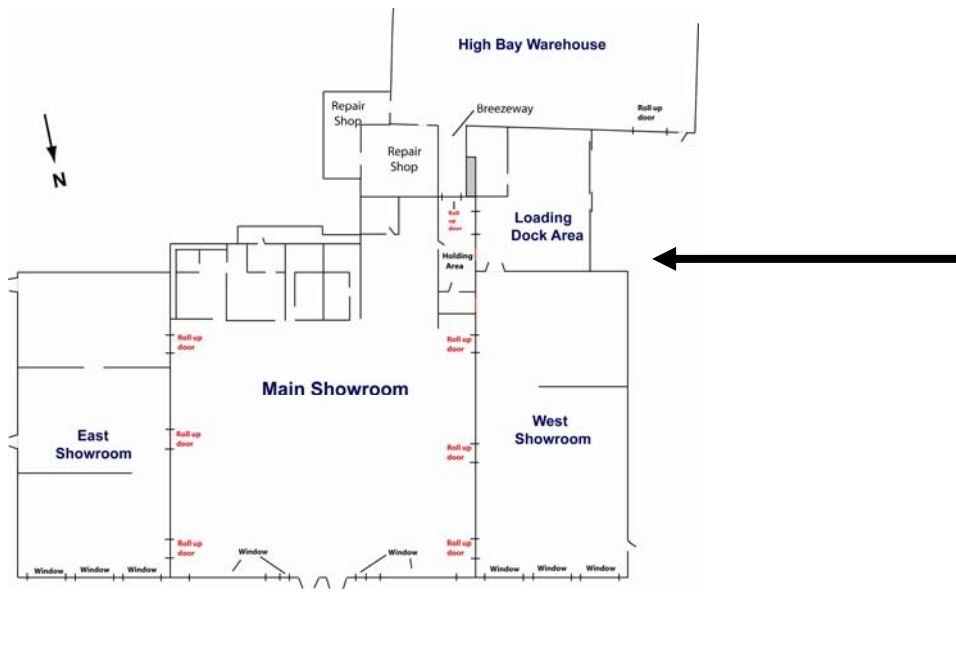 High Bay Warehouse
Repair
Shop
Breezeway
Roll up
door
Repair
Shop
N
Roll
up
door
Loading
Dock Area
Holding
Area
Roll up
door
Roll up
door
Main Showroom
East
Showroom
Roll up
door
West
Showroom
Roll up
door
Roll up
door
Roll up
door
Window
Window
Window
Window
Window
Window
Window
Window